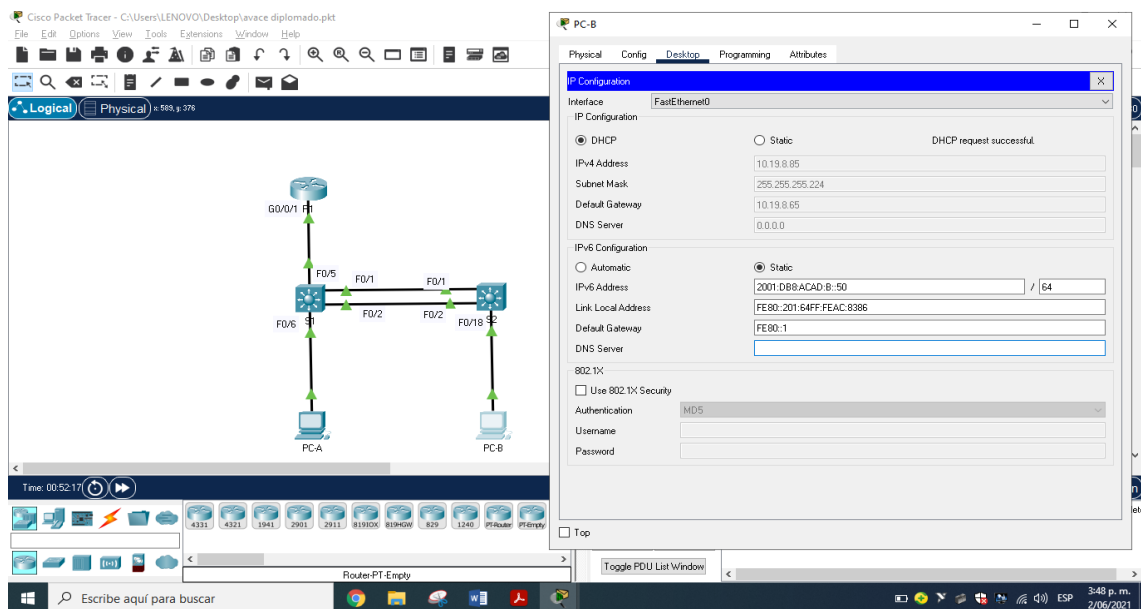 Cisco Packet Tracer - C:\Users\LENOVO\Desktop\avace diplomado.pkt
File Edit Options View Tools Extensions Window Help
Logical Physical x: 589, y: 376
G0/0/1 R1
F0/5
F0/1
F0/1
F0/2
F0/2
F0/6
S1
F0/18
S2
PC-A
PC-B
Time: 00:52:17
4331 4321 1941 2901 2911 819IOX 819HGW 829 1240 PT-Router PT-Empty
Router-PT-Empty
Toggle PDU List Window
PC-B
Physical Config Desktop Programming Attributes
IP Configuration X
Interface FastEthernet0
IP Configuration
DHCP Static DHCP request successful.
IPv4 Address 10.19.8.85
Subnet Mask 255.255.255.224
Default Gateway 10.19.8.65
DNS Server 0.0.0.0
IPv6 Configuration
Automatic Static
IPv6 Address 2001:DB8:ACAD:B::50 / 64
Link Local Address FE80::201:64FF:FEAC:8386
Default Gateway FE80::1
DNS Server
802.1X
Use 802.1X Security
Authentication MD5
Username
Password
Top
Escribe aquí para buscar
ESP
3:48 p. m.
2/06/2021